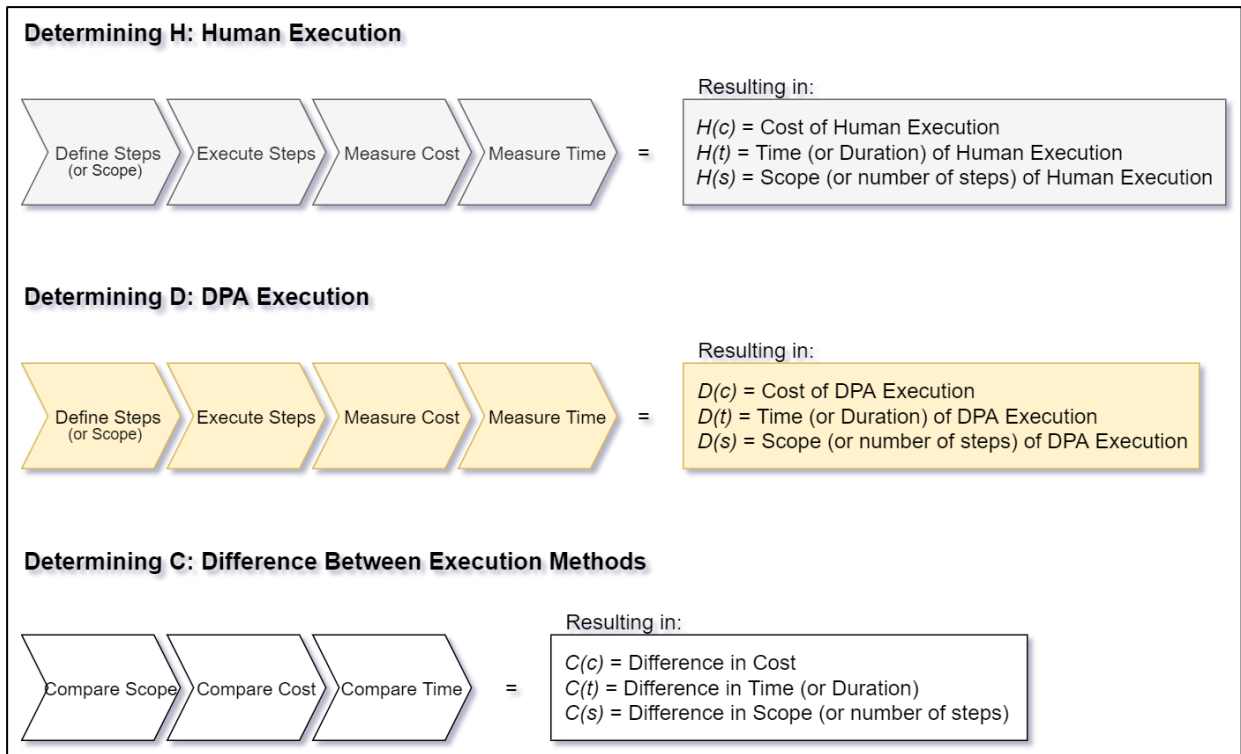 Determining H: Human Execution
Resulting in:
Define Steps
(or Scope)
Execute Steps
Measure Cost
Measure Time
=
H(c) = Cost of Human Execution
H(t) = Time (or Duration) of Human Execution
H(s) = Scope (or number of steps) of Human Execution
Determining D: DPA Execution
Resulting in:
Define Steps
(or Scope)
Execute Steps
Measure Cost
Measure Time
=
D(c) = Cost of DPA Execution
D(t) = Time (or Duration) of DPA Execution
D(s) = Scope (or number of steps) of DPA Execution
Determining C: Difference Between Execution Methods
Resulting in:
Compare Scope
Compare Cost
Compare Time
=
C(c) = Difference in Cost
C(t) = Difference in Time (or Duration)
C(s) = Difference in Scope (or number of steps)